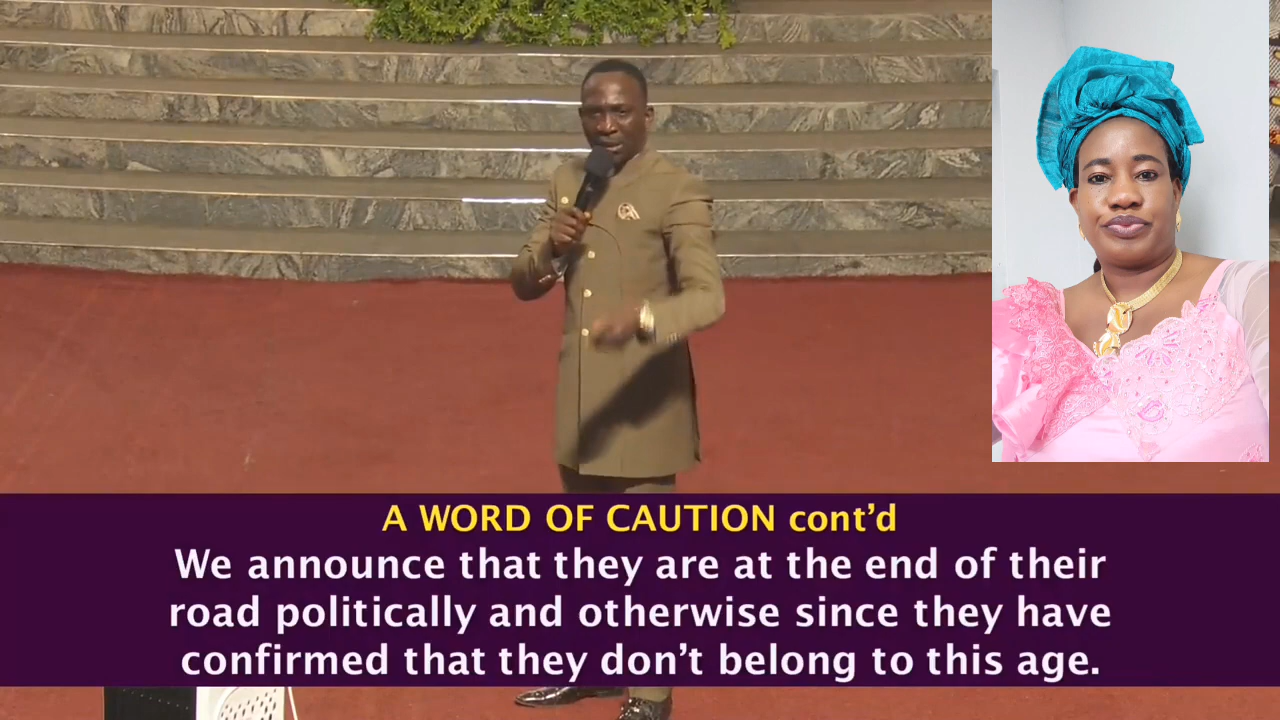 A WORD OF CAUTION cont’d
We announce that they are at the end of their
road politically and otherwise since they have
confirmed that they don’t belong to this age.